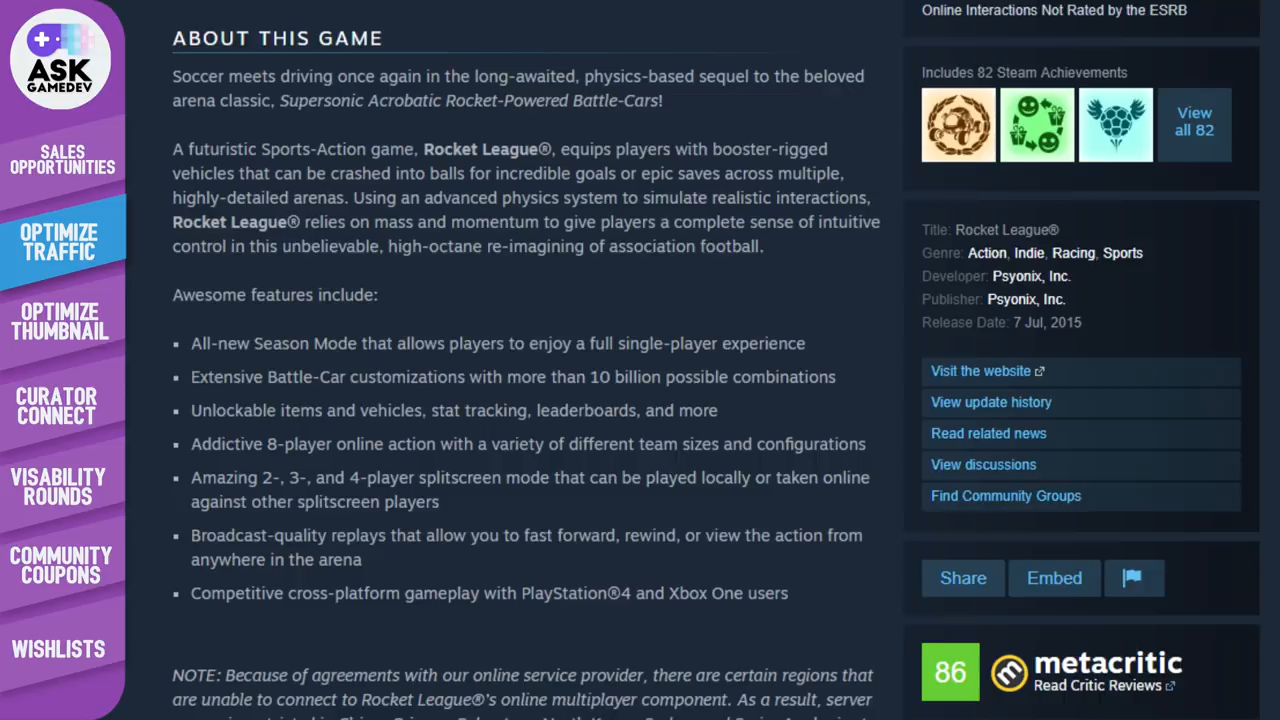 ASK
GAMEDEV
SALES
OPPORTUNITIES
OPTIMIZE
TRAFFIC
OPTIMIZE
THUMBNAIL
CURATOR
CONNECT
VISABILITY
ROUNDS
COMMUNITY
COUPONS
WISHLISTS
ABOUT THIS GAME
Soccer meets driving once again in the long-awaited, physics-based sequel to the beloved
arena classic, Supersonic Acrobatic Rocket-Powered Battle-Cars!
A futuristic Sports-Action game, Rocket League®, equips players with booster-rigged
vehicles that can be crashed into balls for incredible goals or epic saves across multiple,
highly-detailed arenas. Using an advanced physics system to simulate realistic interactions,
Rocket League® relies on mass and momentum to give players a complete sense of intuitive
control in this unbelievable, high-octane re-imagining of association football.
Awesome features include:
▪ All-new Season Mode that allows players to enjoy a full single-player experience
▪ Extensive Battle-Car customizations with more than 10 billion possible combinations
▪ Unlockable items and vehicles, stat tracking, leaderboards, and more
▪ Addictive 8-player online action with a variety of different team sizes and configurations
▪ Amazing 2-, 3-, and 4-player splitscreen mode that can be played locally or taken online
against other splitscreen players
▪ Broadcast-quality replays that allow you to fast forward, rewind, or view the action from
anywhere in the arena
▪ Competitive cross-platform gameplay with PlayStation®4 and Xbox One users
NOTE: Because of agreements with our online service provider, there are certain regions that
are unable to connect to Rocket League®'s online multiplayer component. As a result, server
Online Interactions Not Rated by the ESRB
Includes 82 Steam Achievements
View
all 82
Title: Rocket League®
Genre: Action, Indie, Racing, Sports
Developer: Psyonix, Inc.
Publisher: Psyonix, Inc.
Release Date: 7 Jul, 2015
Visit the website
View update history
Read related news
View discussions
Find Community Groups
Share
Embed
86
metacritic
Read Critic Reviews